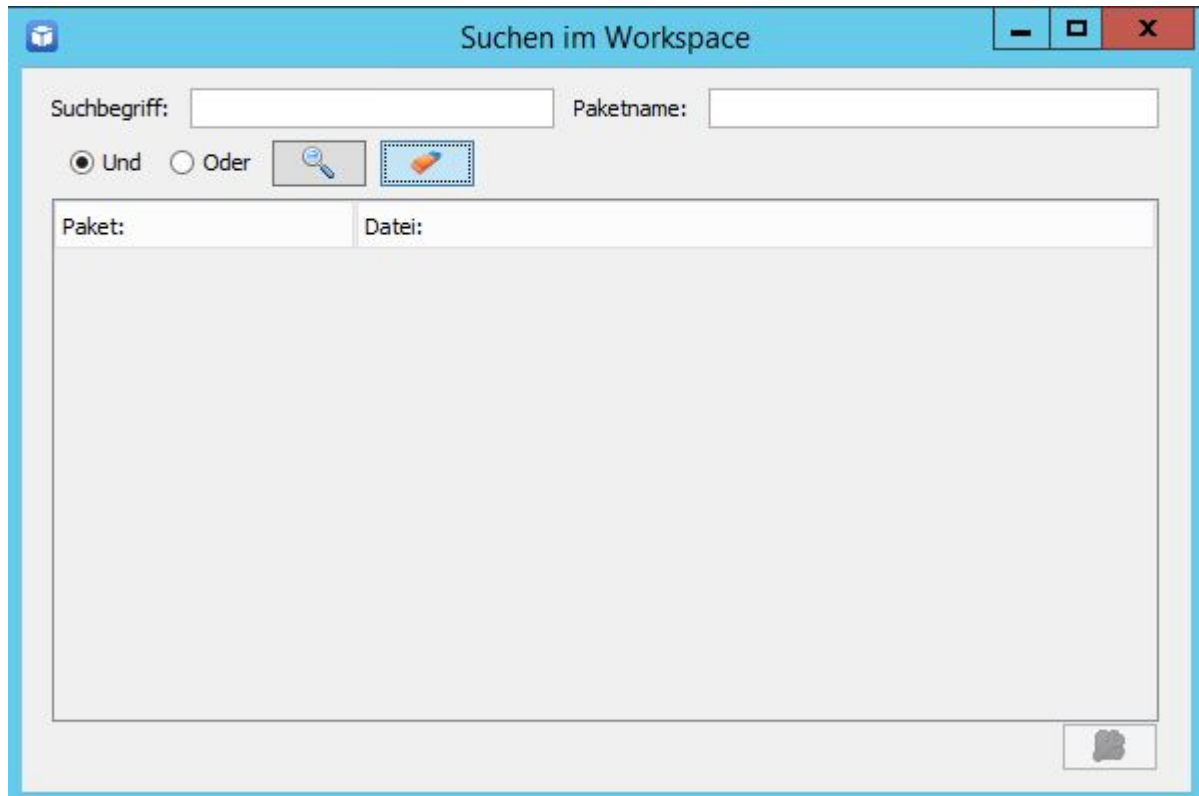 Suchen im Workspace
Suchbegriff: Paketname:
Und Oder
Paket: Datei: